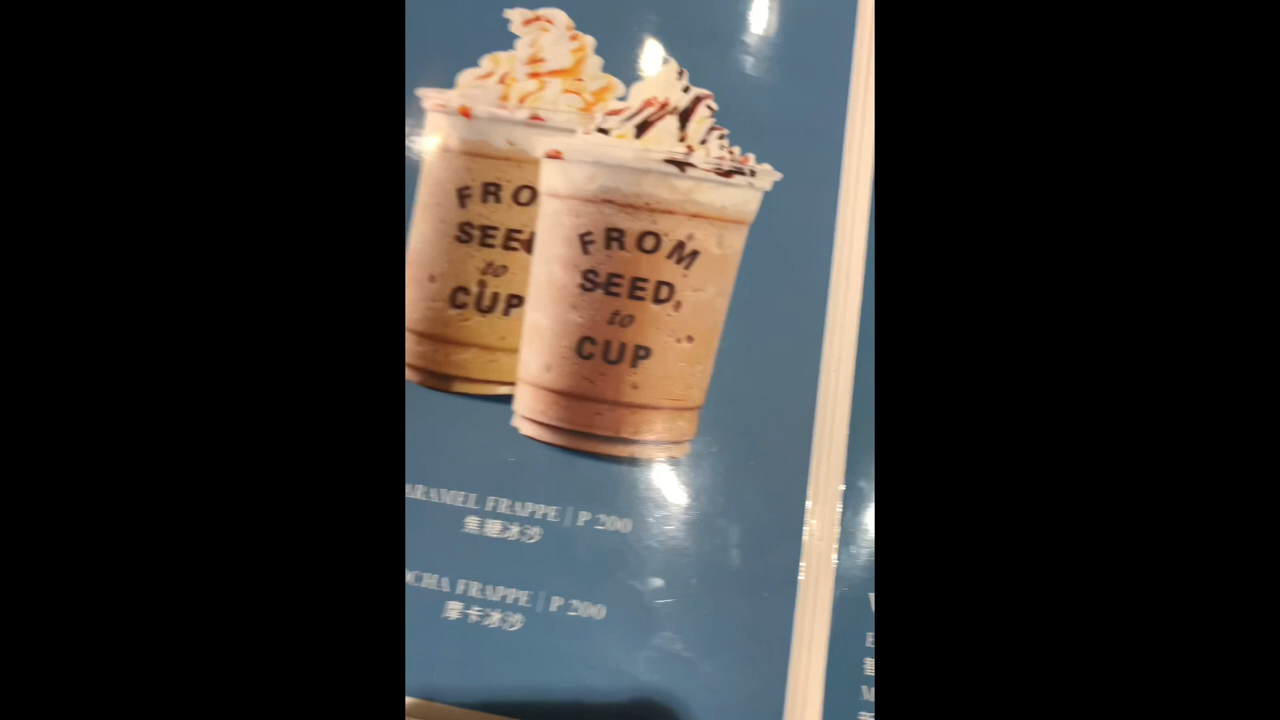 FRO
SEED
to
CUP
FROM
SEED
to
CUP
ARAMEL FRAPPE | P 200
焦糖冰沙
OCHA FRAPPE | P 200
摩卡冰沙